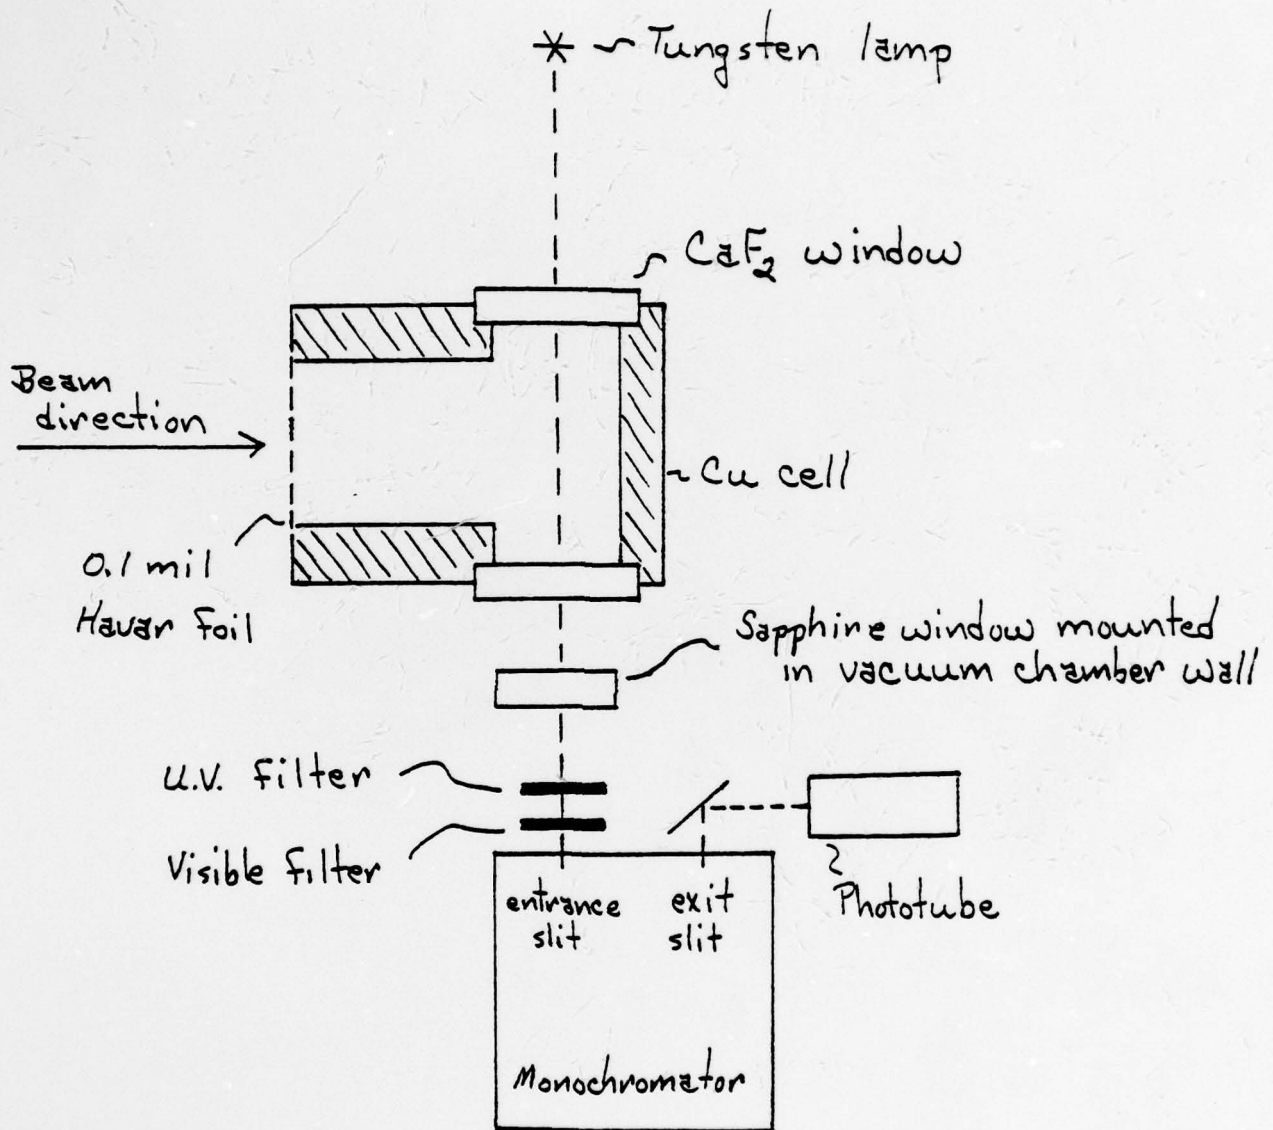 Tungsten lamp
CaF₂ window
Beam
direction
Cu cell
0.1 mil
Havar Foil
Sapphire window mounted
in vacuum chamber wall
U.V. Filter
Visible Filter
entrance
slit
exit
slit
Phototube
Monochromator